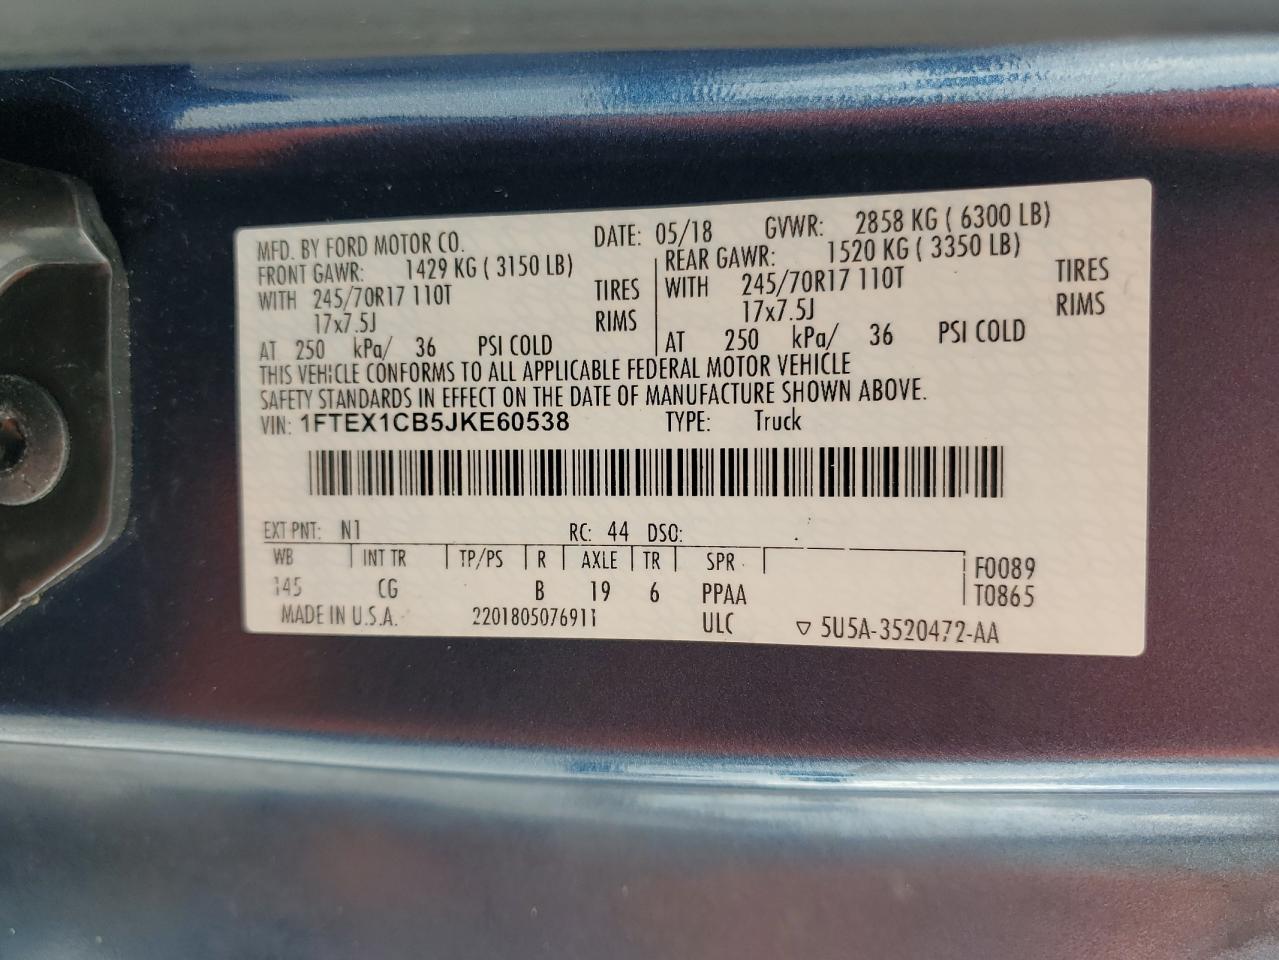 MFD. BY FORD MOTOR CO. DATE: 05/18 GVWR: 2858 KG ( 6300 LB)
FRONT GAWR: 1429 KG ( 3150 LB) REAR GAWR: 1520 KG ( 3350 LB)
WITH 245/70R17 110T TIRES WITH 245/70R17 110T TIRES
17x7.5J RIMS 17x7.5J RIMS
AT 250 kPa/ 36 PSI COLD AT 250 kPa/ 36 PSI COLD
THIS VEHICLE CONFORMS TO ALL APPLICABLE FEDERAL MOTOR VEHICLE
SAFETY STANDARDS IN EFFECT ON THE DATE OF MANUFACTURE SHOWN ABOVE.
VIN: 1FTEX1CB5JKE60538 TYPE: Truck
EXT PNT: N1 RC: 44 DSO:
WB INT TR TP/PS R AXLE TR SPR F0089
145 CG B 19 6 PPAA T0865
MADE IN U.S.A. 2201805076911 ULC ▽ 5U5A-3520472-AA